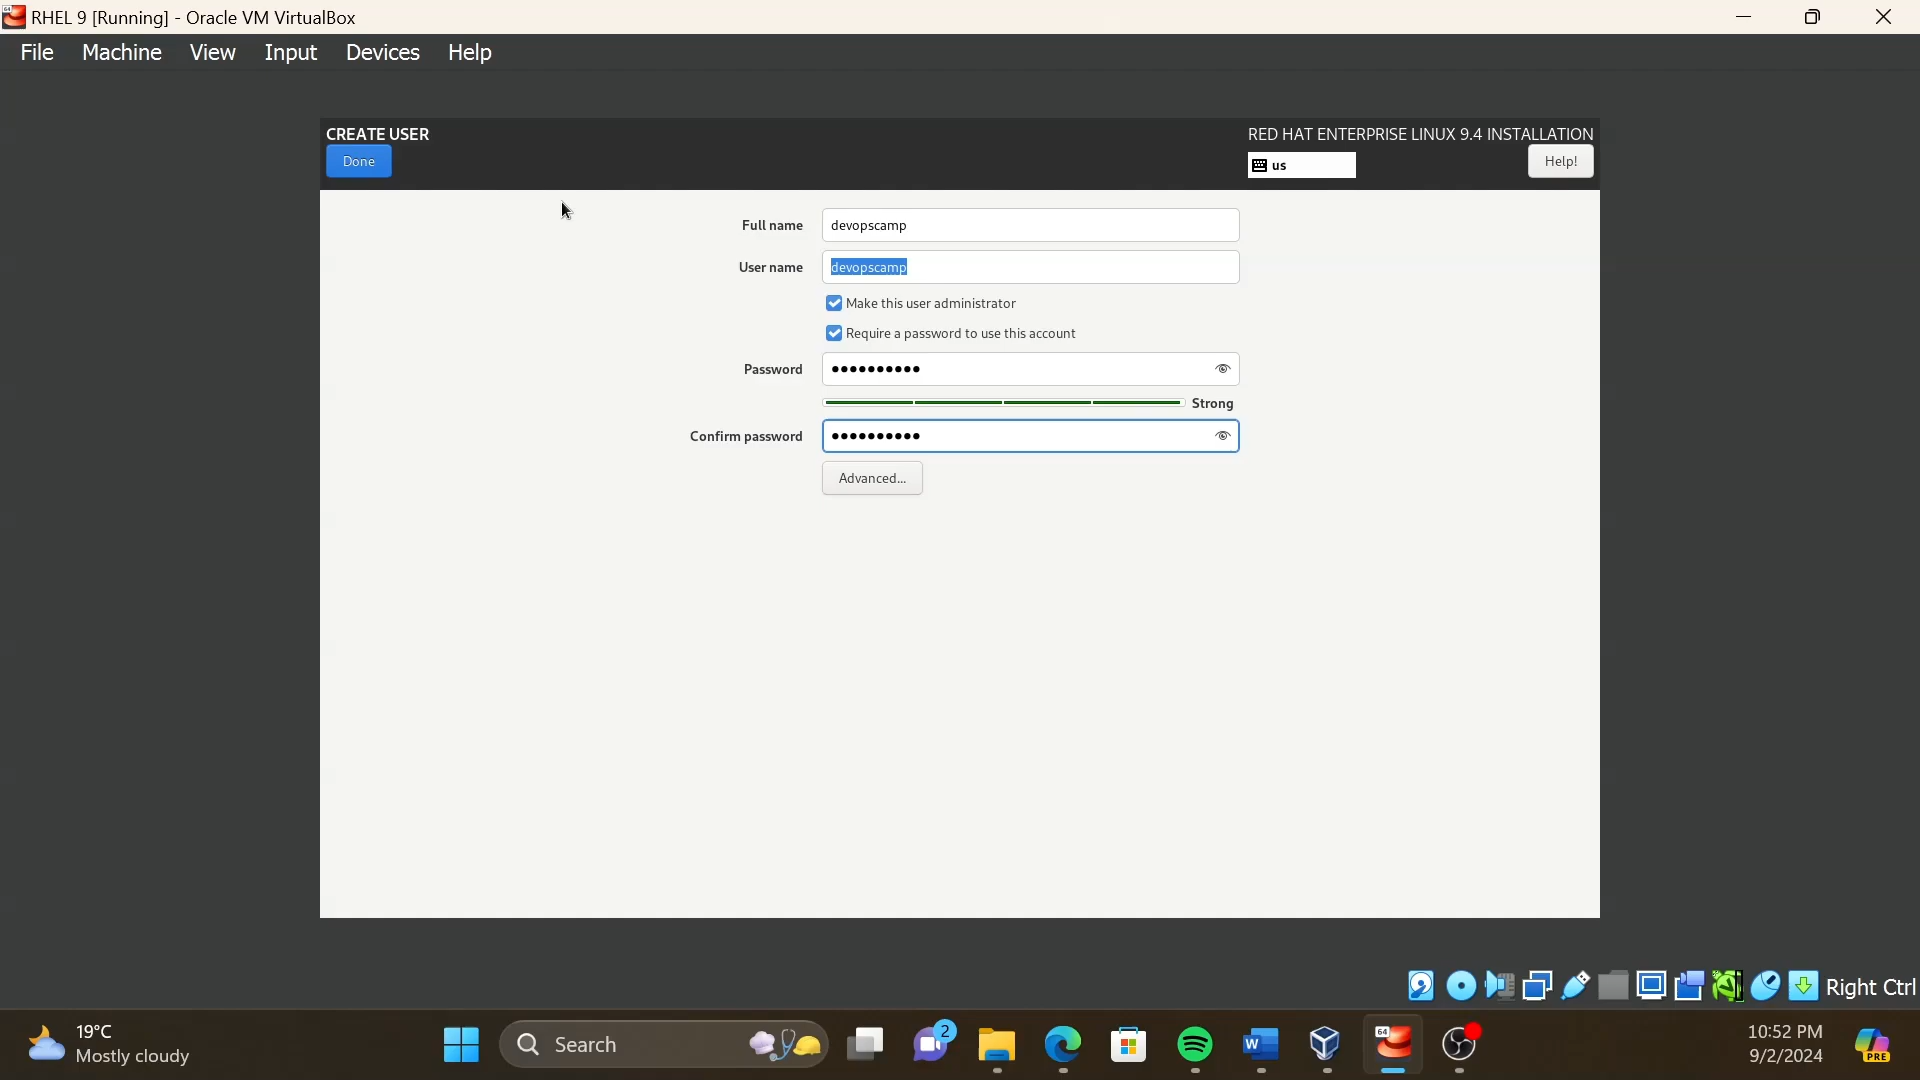 RHEL 9 [Running] - Oracle VM VirtualBox
File Machine View Input Devices Help
CREATE USER
RED HAT ENTERPRISE LINUX 9.4 INSTALLATION
Done
us
Help!
Full name
devopscamp
User name
devopscamp
Make this user administrator
Require a password to use this account
Password
●●●●●●●●●●
Strong
Confirm password
●●●●●●●●●●
Advanced...
Right Ctrl
19°C
Mostly cloudy
Search
2
64
10:52 PM
9/2/2024
PRE